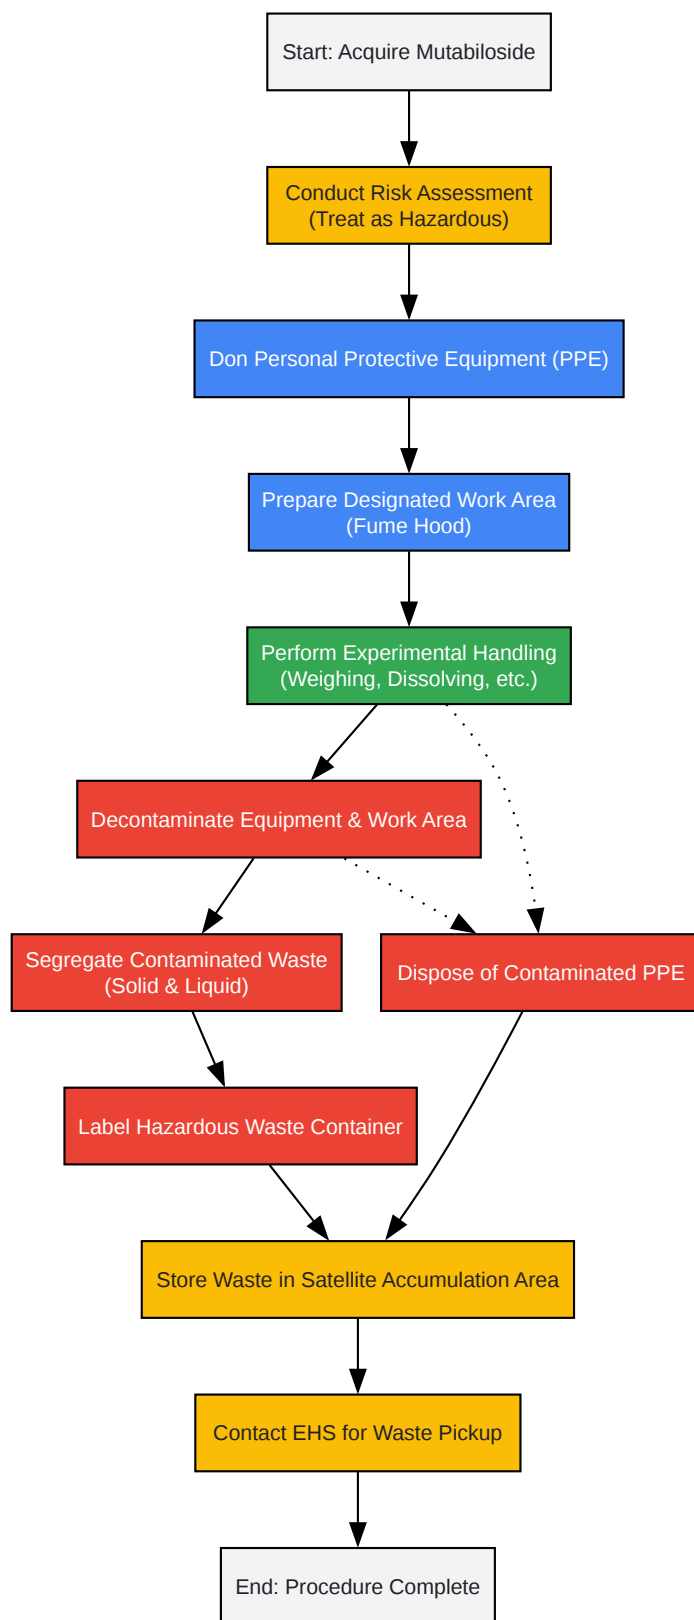 Start: Acquire Mutabiloside
Conduct Risk Assessment
(Treat as Hazardous)
Don Personal Protective Equipment (PPE)
Prepare Designated Work Area
(Fume Hood)
Perform Experimental Handling
(Weighing, Dissolving, etc.)
Decontaminate Equipment & Work Area
Segregate Contaminated Waste
(Solid & Liquid)
Dispose of Contaminated PPE
Label Hazardous Waste Container
Store Waste in Satellite Accumulation Area
Contact EHS for Waste Pickup
End: Procedure Complete